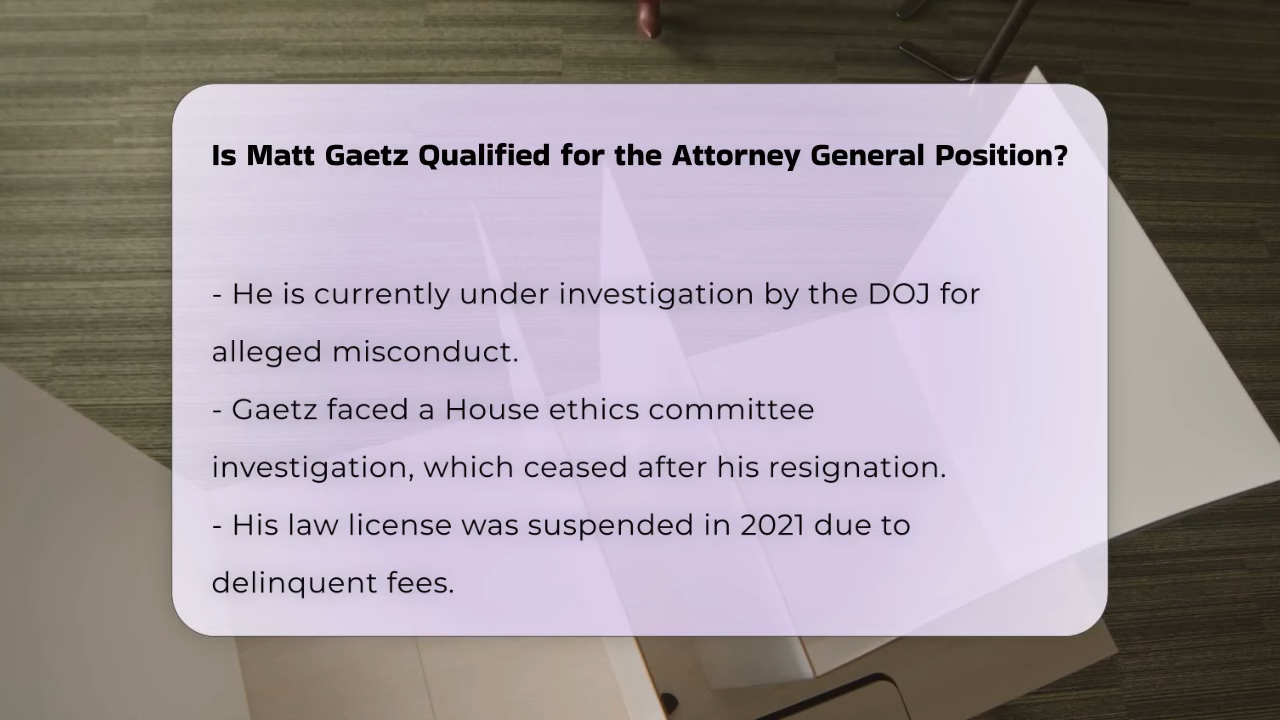 Is Matt Gaetz Qualified for the Attorney General Position?
- He is currently under investigation by the DOJ for
alleged misconduct.
- Gaetz faced a House ethics committee
investigation, which ceased after his resignation.
- His law license was suspended in 2021 due to
delinquent fees.